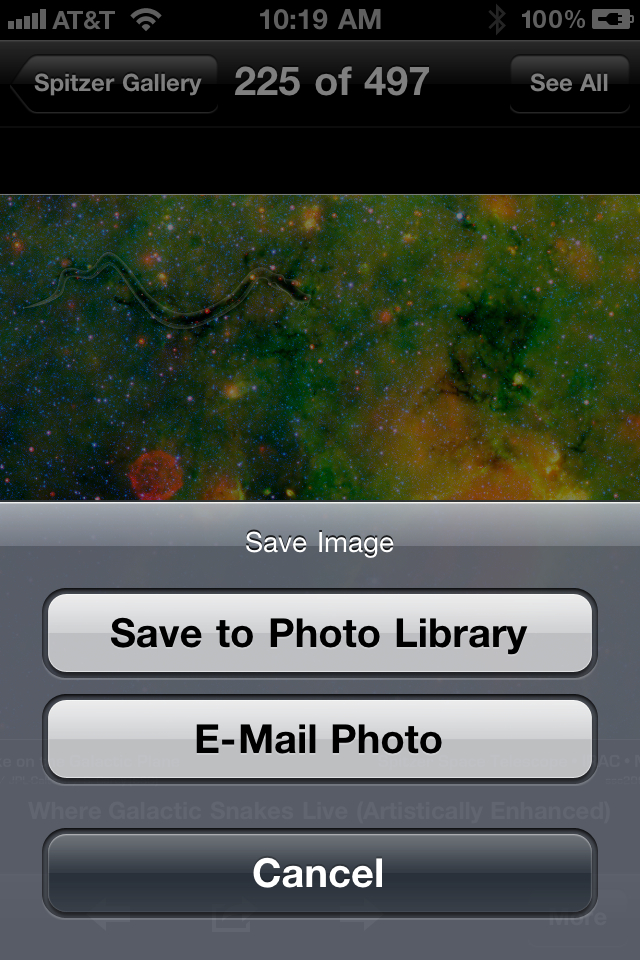 AT&T 10:19 AM 100%
Spitzer Gallery 225 of 497 See All
Save Image
Save to Photo Library
E-Mail Photo
Where Galactic Snakes Live (Artistically Enhanced)
Cancel
More